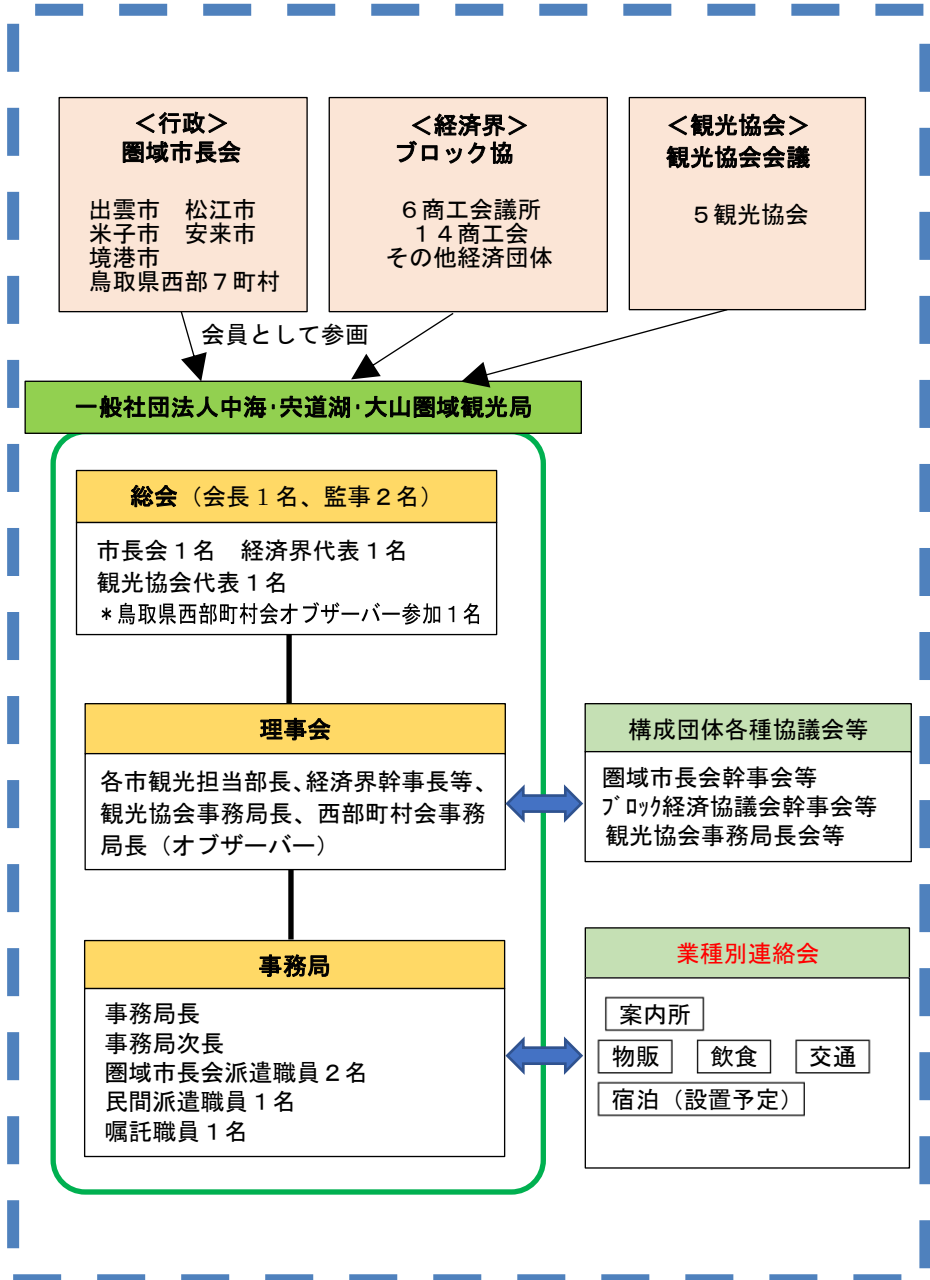 ＜行政＞
圏域市長会
出雲市　松江市
米子市　安来市
境港市
鳥取県西部７町村
＜経済界＞
ブロック協
６商工会議所
１４商工会
その他経済団体
＜観光協会＞
観光協会会議
５観光協会
会員として参画
一般社団法人中海･宍道湖･大山圏域観光局
総会（会長１名、監事２名）
市長会１名　経済界代表１名
観光協会代表１名
＊鳥取県西部町村会オブザーバー参加１名
理事会
各市観光担当部長、経済界幹事長等、
観光協会事務局長、西部町村会事務
局長（オブザーバー）
構成団体各種協議会等
圏域市長会幹事会等
ﾌﾞﾛｯｸ経済協議会幹事会等
観光協会事務局長会等
事務局
事務局長
事務局次長
圏域市長会派遣職員２名
民間派遣職員１名
嘱託職員１名
業種別連絡会
案内所
物販　飲食　交通
宿泊（設置予定）